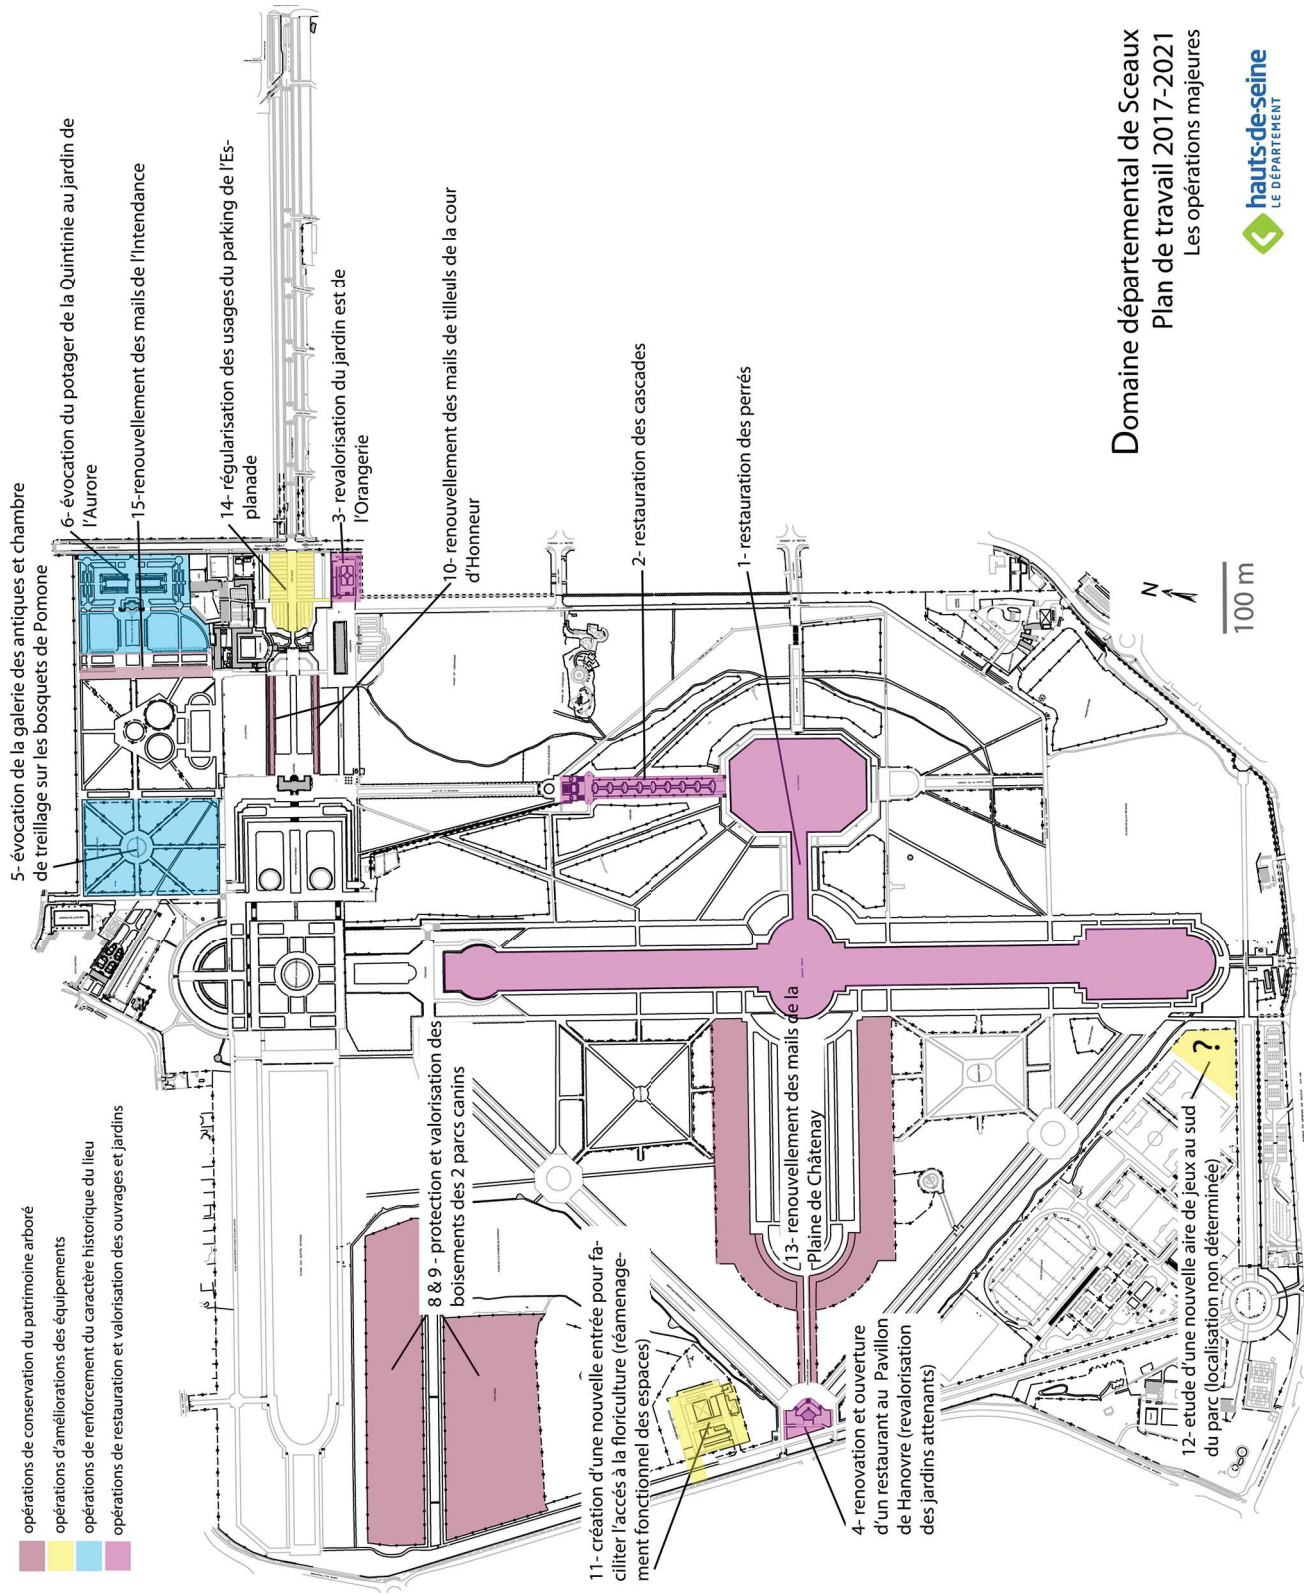 opérations de conservation du patrimoine arboré
opérations d'améliorations des équipements
opérations de renforcement du caractère historique du lieu
opérations de restauration et valorisation des ouvrages et jardins
5- évocation de la galerie des antiques et chambre
de treillage sur les bosquets de Pomone
6- évocation du potager de la Quintinie au jardin de
l'Aurore
15-renouvellement des mails de l'Intendance
14- régularisation des usages du parking de l'Es-
planade
3- revalorisation du jardin est de
l'Orangerie
10- renouvellement des mails de tilleuls de la cour
d'Honneur
2- restauration des cascades
1- restauration des perrés
8 & 9 - protection et valorisation des
boisements des 2 parcs canins
11- création d'une nouvelle entrée pour fa-
ciliter l'accés à la floriculture (réaménage-
ment fonctionnel des espaces)
13- renouvellement des mails de la
Plaine de Châtenay
4- renovation et ouverture
d'un restaurant au Pavillon
de Hanovre (revalorisation
des jardins attenants)
12- etude d'une nouvelle aire de jeux au sud
du parc (localisation non déterminée)
?
N
100 m
Domaine départemental de Sceaux
Plan de travail 2017-2021
Les opérations majeures
hauts-de-seine
LE DÉPARTEMENT